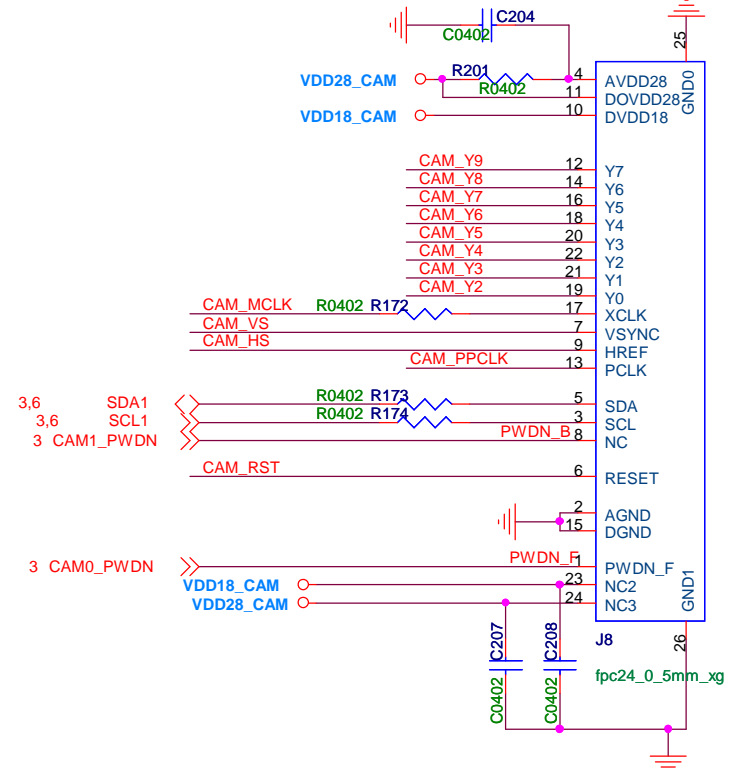 C204
C0402
25
R201
VDD28_CAM
R0402
4
AVDD28
11
DOVDD28
GND0
VDD18_CAM
10
DVDD18
CAM_Y9
12
Y7
CAM_Y8
14
Y6
CAM_Y7
16
Y5
CAM_Y6
18
Y4
CAM_Y5
20
Y3
CAM_Y4
22
Y2
CAM_Y3
21
Y1
CAM_Y2
19
Y0
CAM_MCLK
R0402 R172
17
XCLK
CAM_VS
7
VSYNC
CAM_HS
9
HREF
CAM_PPCLK
13
PCLK
3,6 SDA1
R0402 R173
5
SDA
3,6 SCL1
R0402 R174
3
SCL
3 CAM1_PWDN
PWDN_B
8
NC
CAM_RST
6
RESET
2
AGND
15
DGND
3 CAM0_PWDN
PWDN_F
1
PWDN_F
VDD18_CAM
23
NC2
VDD28_CAM
24
NC3
GND1
C207
C0402
C208
C0402
J8
26
fpc24_0_5mm_xg